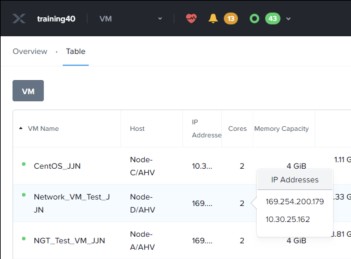 training40 VM 13 43
Overview · Table
VM
VM Name Host IP Addresse Cores Memory Capacity
CentOS_JJN Node-C/AHV 10.3... 2 4 GiB 1.11 G
Network_VM_Test_JJN Node-D/AHV 169.... 2 .33 G
IP Addresses
169.254.200.179
10.30.25.162
NGT_Test_VM_JJN Node-A/AHV 169.... 2 4 GiB .81 G